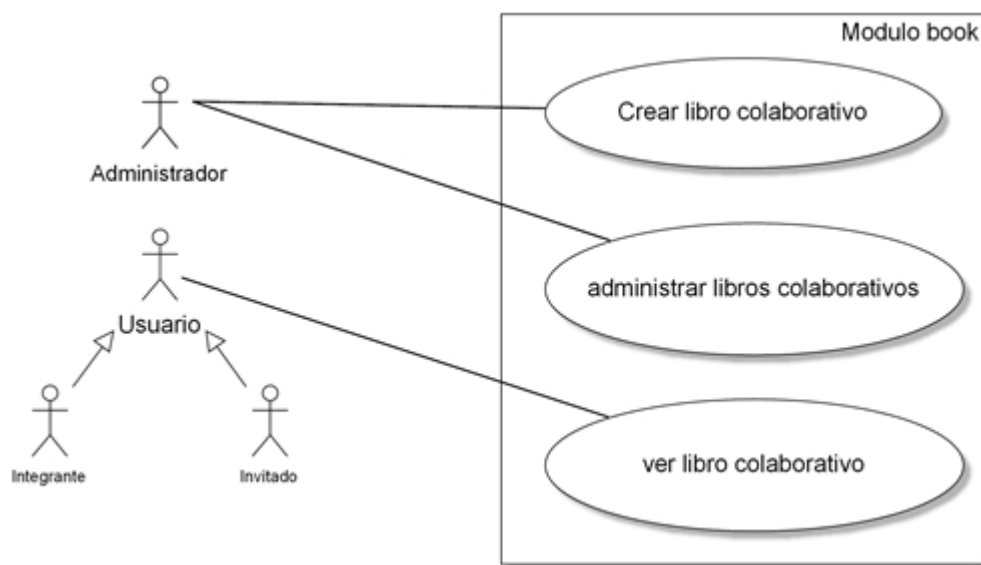 Modulo book
Crear libro colaborativo
Administrador
administrar libros colaborativos
Usuario
ver libro colaborativo
Integrante
Invitado